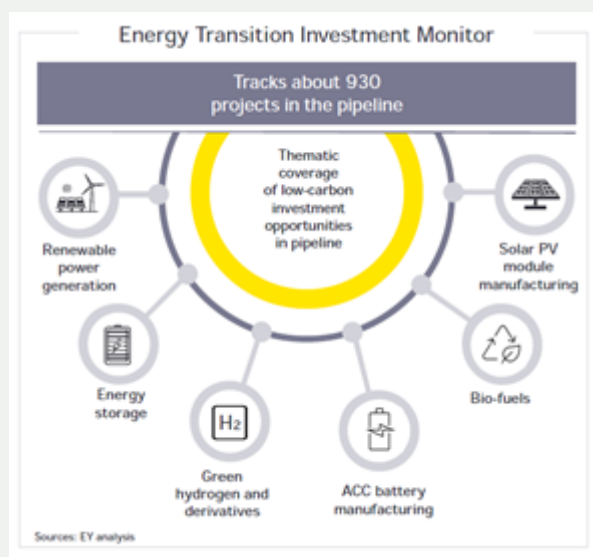 Energy Transition Investment Monitor
Tracks about 930
projects in the pipeline
Thematic
coverage
of low-carbon
investment
opportunities
in pipeline
Renewable
power
generation
Solar PV
module
manufacturing
Energy
storage
Bio-fuels
H2
Green
hydrogen and
derivatives
ACC battery
manufacturing
Sources: EY analysis